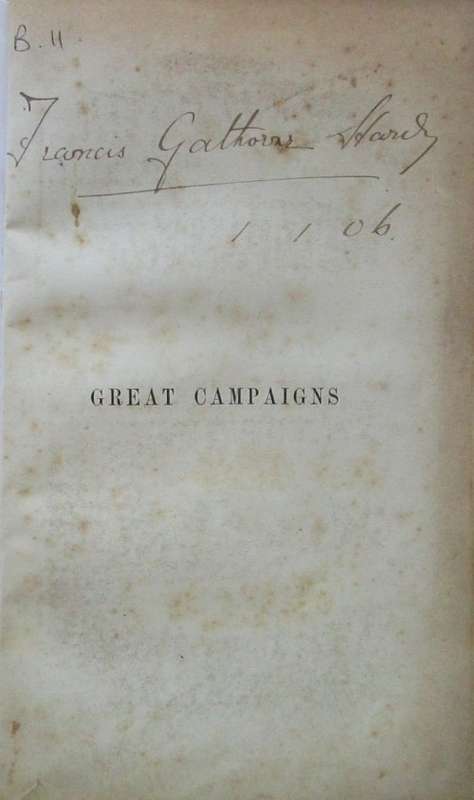 B.11.
Francis Gathorne Hardy
1 1 06.
GREAT CAMPAIGNS